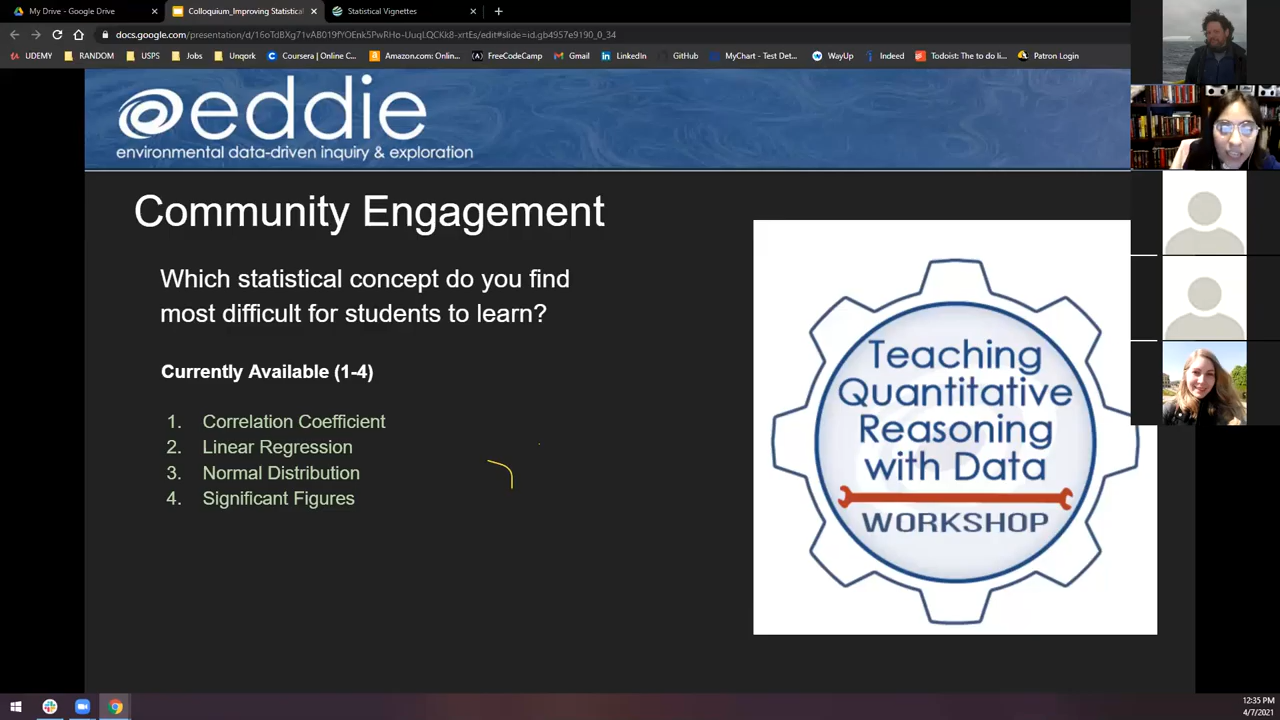 My Drive - Google Drive
Colloquium_Improving Statistica
Statistical Vignettes
docs.google.com/presentation/d/16oTdBXg71vAB019fYOEnk5PwRHo-UuqLQCKk8-xrtEs/edit#slide=id.gb4957e9190_0_34
UDEMY
RANDOM
USPS
Jobs
Unqork
Coursera | Online C...
Amazon.com: Onlin...
FreeCodeCamp
Gmail
LinkedIn
GitHub
MyChart - Test Det...
WayUp
Indeed
Todoist: The to do li...
Patron Login
eddie
environmental data-driven inquiry & exploration
Community Engagement
Which statistical concept do you find
most difficult for students to learn?
Currently Available (1-4)
1. Correlation Coefficient
2. Linear Regression
3. Normal Distribution
4. Significant Figures
Teaching
Quantitative
Reasoning
with Data
WORKSHOP
12:35 PM
4/7/2021